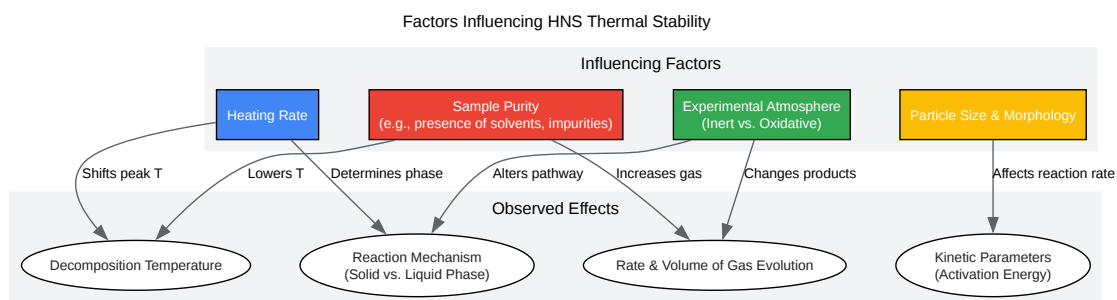 Factors Influencing HNS Thermal Stability
Influencing Factors
Heating Rate
Sample Purity
(e.g., presence of solvents, impurities)
Experimental Atmosphere
(Inert vs. Oxidative)
Particle Size & Morphology
Shifts peak T
Lowers T
Determines phase
Alters pathway
Increases gas
Changes products
Affects reaction rate
Observed Effects
Decomposition Temperature
Reaction Mechanism
(Solid vs. Liquid Phase)
Rate & Volume of Gas Evolution
Kinetic Parameters
(Activation Energy)